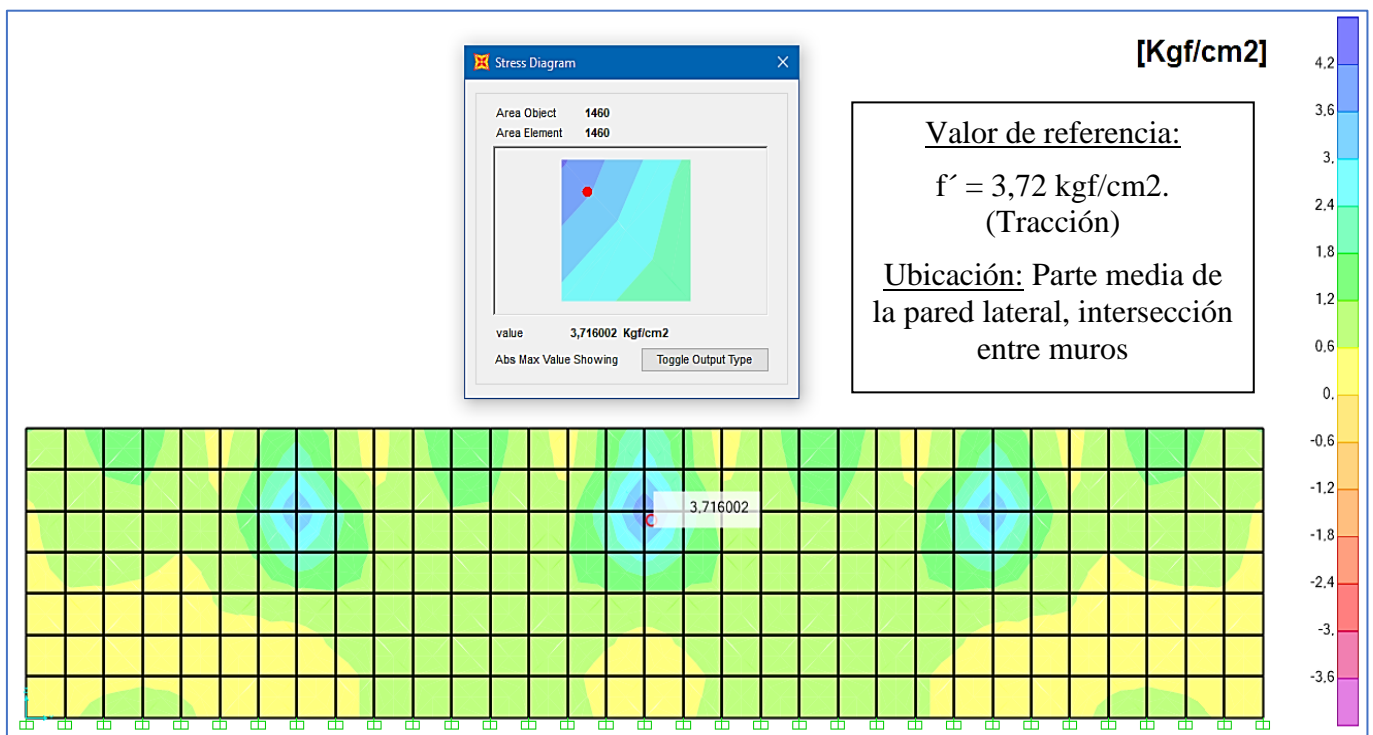 Stress Diagram
Area Object 1460
Area Element 1460
value 3,716002 Kgf/cm2
Abs Max Value Showing Toggle Output Type
[Kgf/cm2]
Valor de referencia:
f´ = 3,72 kgf/cm2.
(Tracción)
Ubicación: Parte media de
la pared lateral, intersección
entre muros
4.2
3.6
3.
2.4
1.8
1.2
0.6
0.
-0.6
-1.2
-1.8
-2.4
-3.
-3.6
3,716002